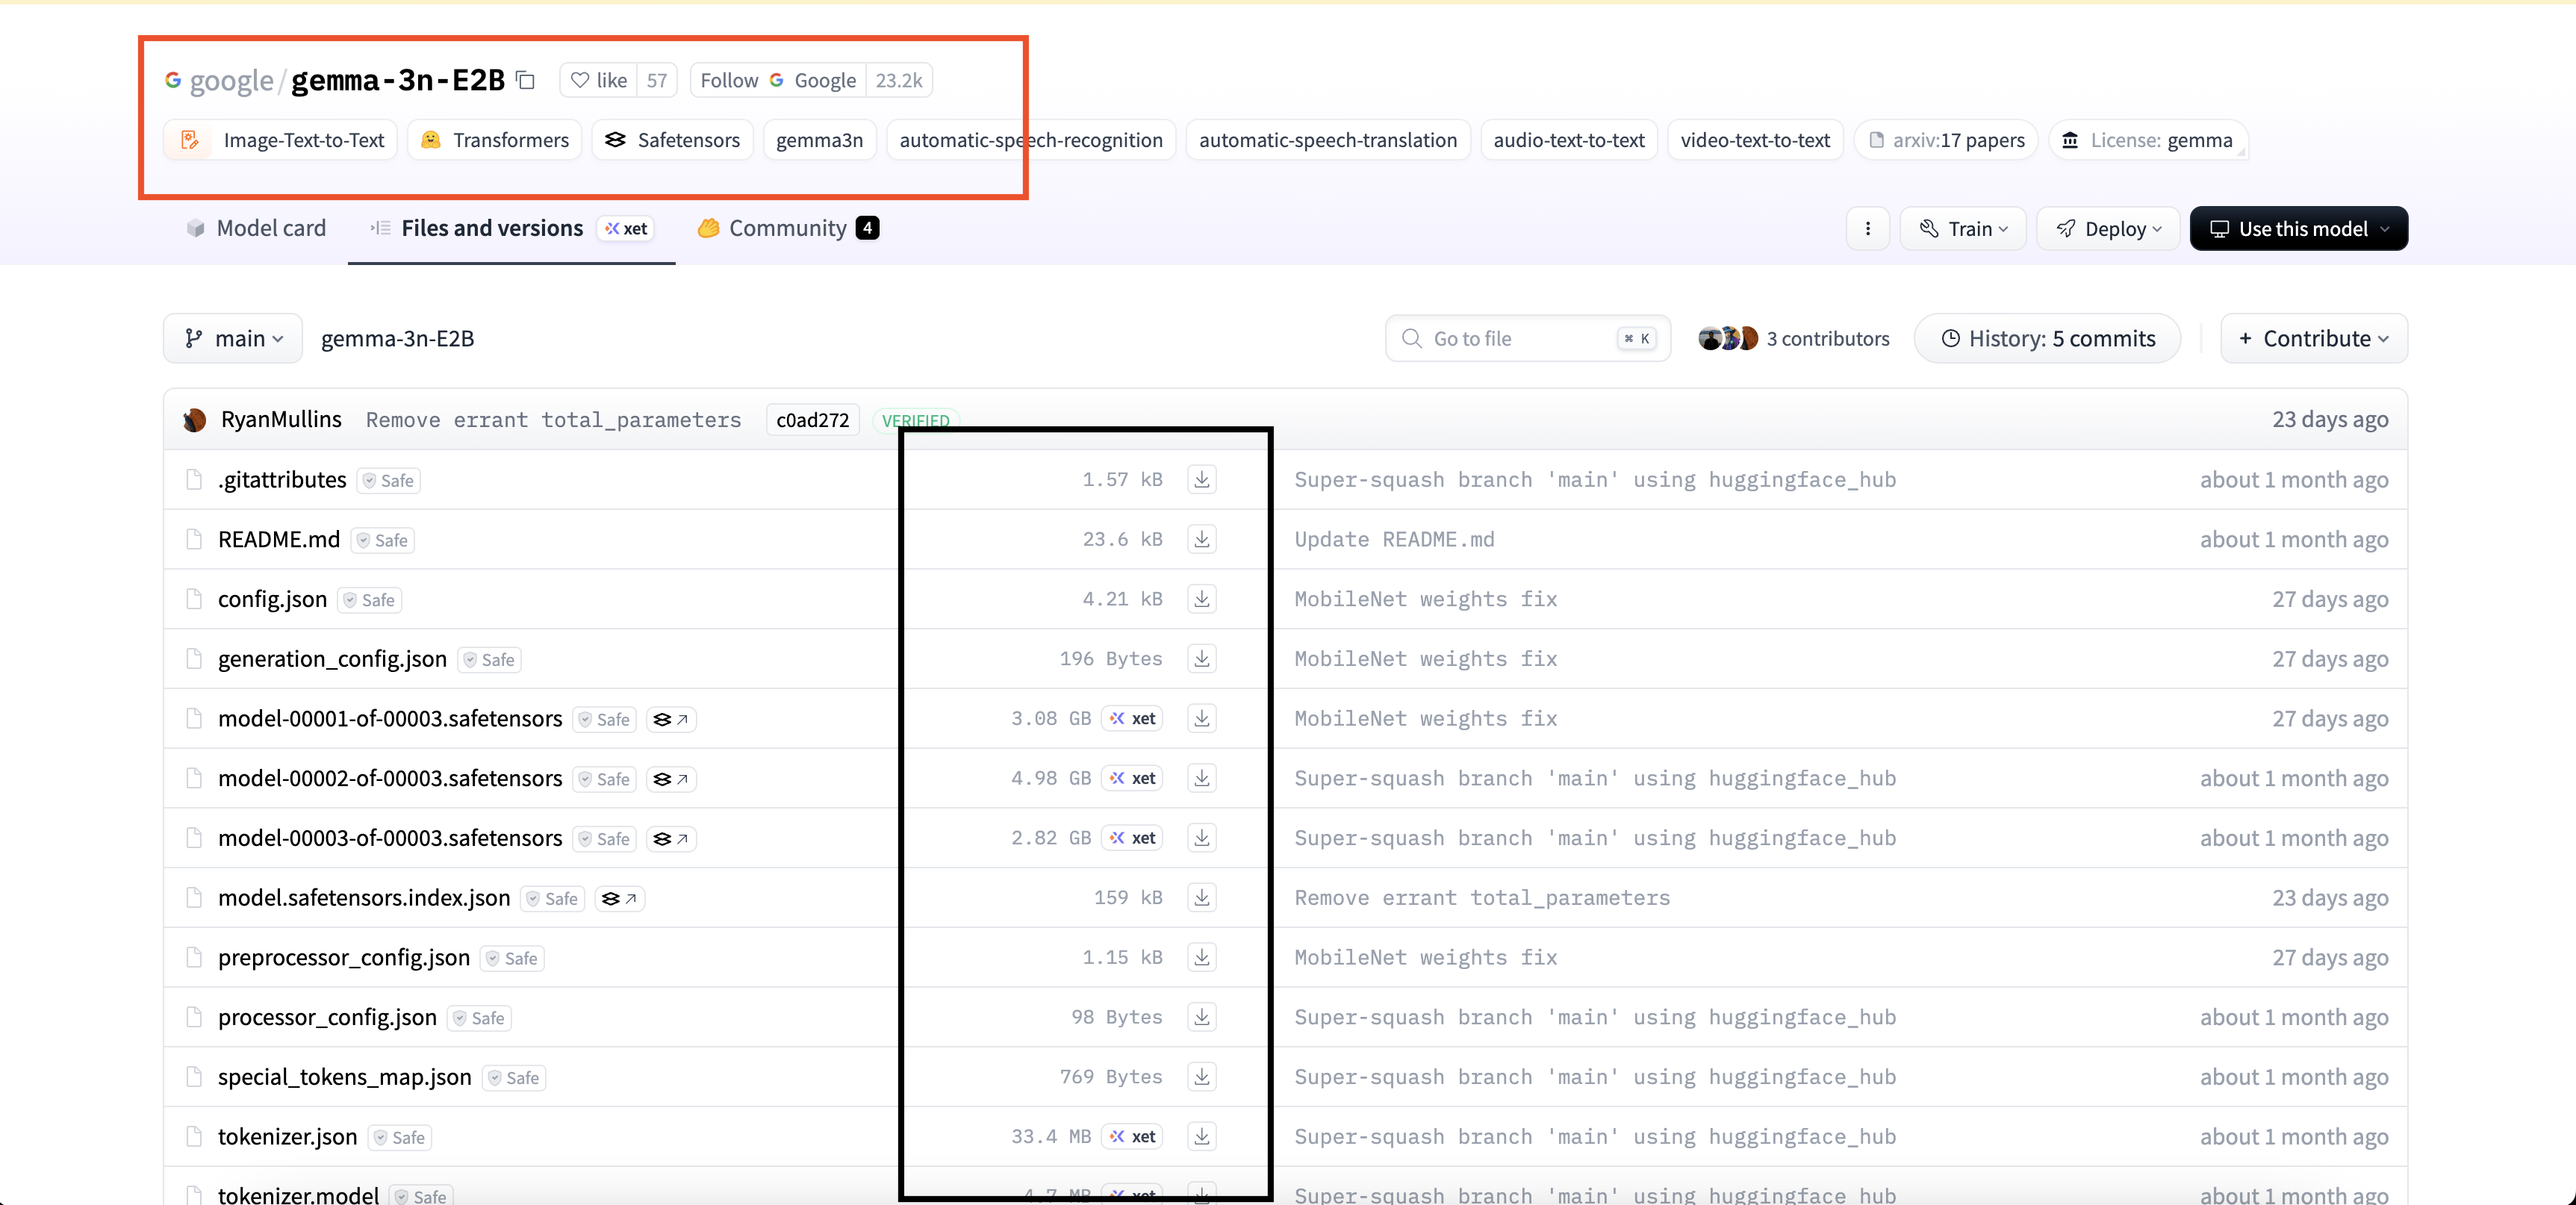 google/gemma-3n-E2B like 57 Follow Google 23.2k
Image-Text-to-Text Transformers Safetensors gemma3n automatic-speech-recognition automatic-speech-translation audio-text-to-text video-text-to-text arxiv:17 papers License: gemma
Model card Files and versions xet Community 4 Train Deploy Use this model
main gemma-3n-E2B Go to file ⌘ K 3 contributors History: 5 commits + Contribute
RyanMullins Remove errant total_parameters c0ad272 VERIFIED 23 days ago
.gitattributes Safe 1.57 kB Super-squash branch 'main' using huggingface_hub about 1 month ago
README.md Safe 23.6 kB Update README.md about 1 month ago
config.json Safe 4.21 kB MobileNet weights fix 27 days ago
generation_config.json Safe 196 Bytes MobileNet weights fix 27 days ago
model-00001-of-00003.safetensors Safe 3.08 GB xet MobileNet weights fix 27 days ago
model-00002-of-00003.safetensors Safe 4.98 GB xet Super-squash branch 'main' using huggingface_hub about 1 month ago
model-00003-of-00003.safetensors Safe 2.82 GB xet Super-squash branch 'main' using huggingface_hub about 1 month ago
model.safetensors.index.json Safe 159 kB Remove errant total_parameters 23 days ago
preprocessor_config.json Safe 1.15 kB MobileNet weights fix 27 days ago
processor_config.json Safe 98 Bytes Super-squash branch 'main' using huggingface_hub about 1 month ago
special_tokens_map.json Safe 769 Bytes Super-squash branch 'main' using huggingface_hub about 1 month ago
tokenizer.json Safe 33.4 MB xet Super-squash branch 'main' using huggingface_hub about 1 month ago
tokenizer.model Safe 4.7 MB xet Super-squash branch 'main' using huggingface_hub about 1 month ago